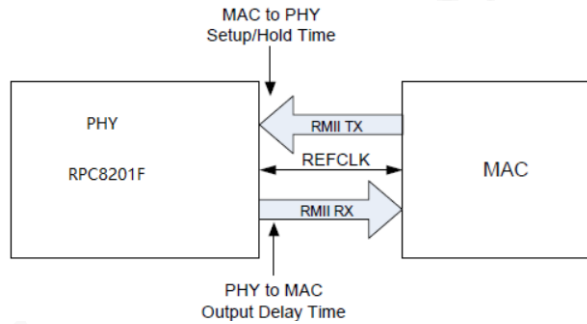 MAC to PHY
Setup/Hold Time
PHY
RPC8201F
RMII TX
REFCLK
RMII RX
MAC
PHY to MAC
Output Delay Time